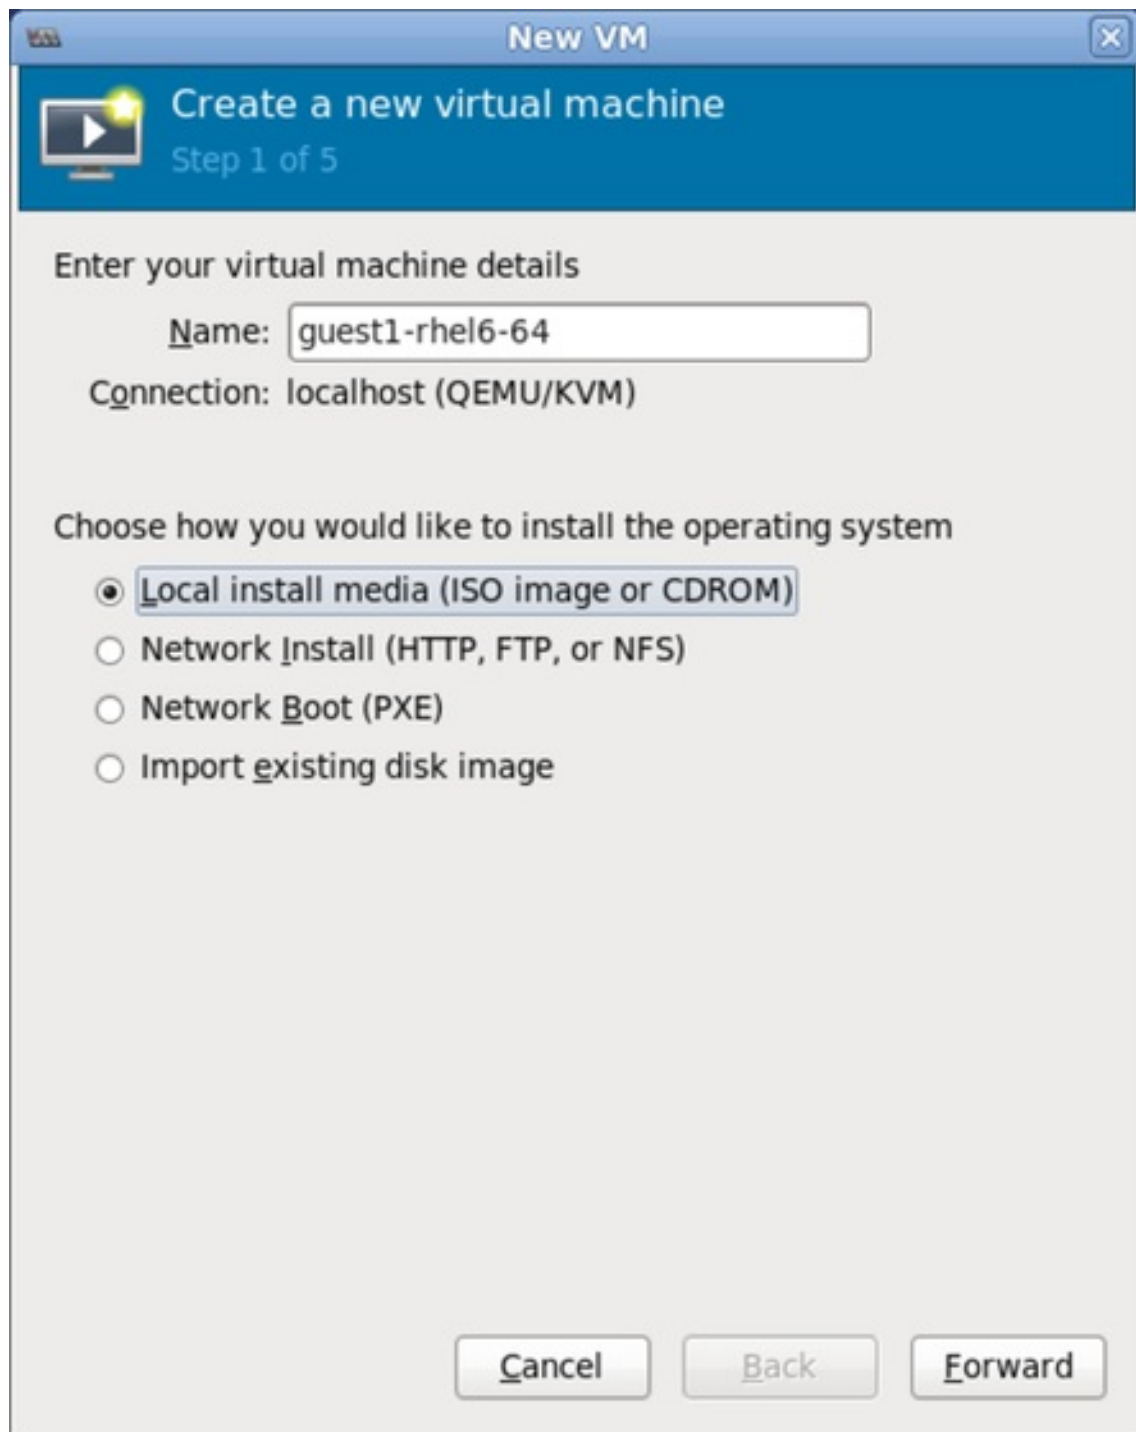 New VM
Create a new virtual machine
Step 1 of 5
Enter your virtual machine details
Name: guest1-rhel6-64
Connection: localhost (QEMU/KVM)
Choose how you would like to install the operating system
Local install media (ISO image or CDROM)
Network Install (HTTP, FTP, or NFS)
Network Boot (PXE)
Import existing disk image
Cancel Back Forward